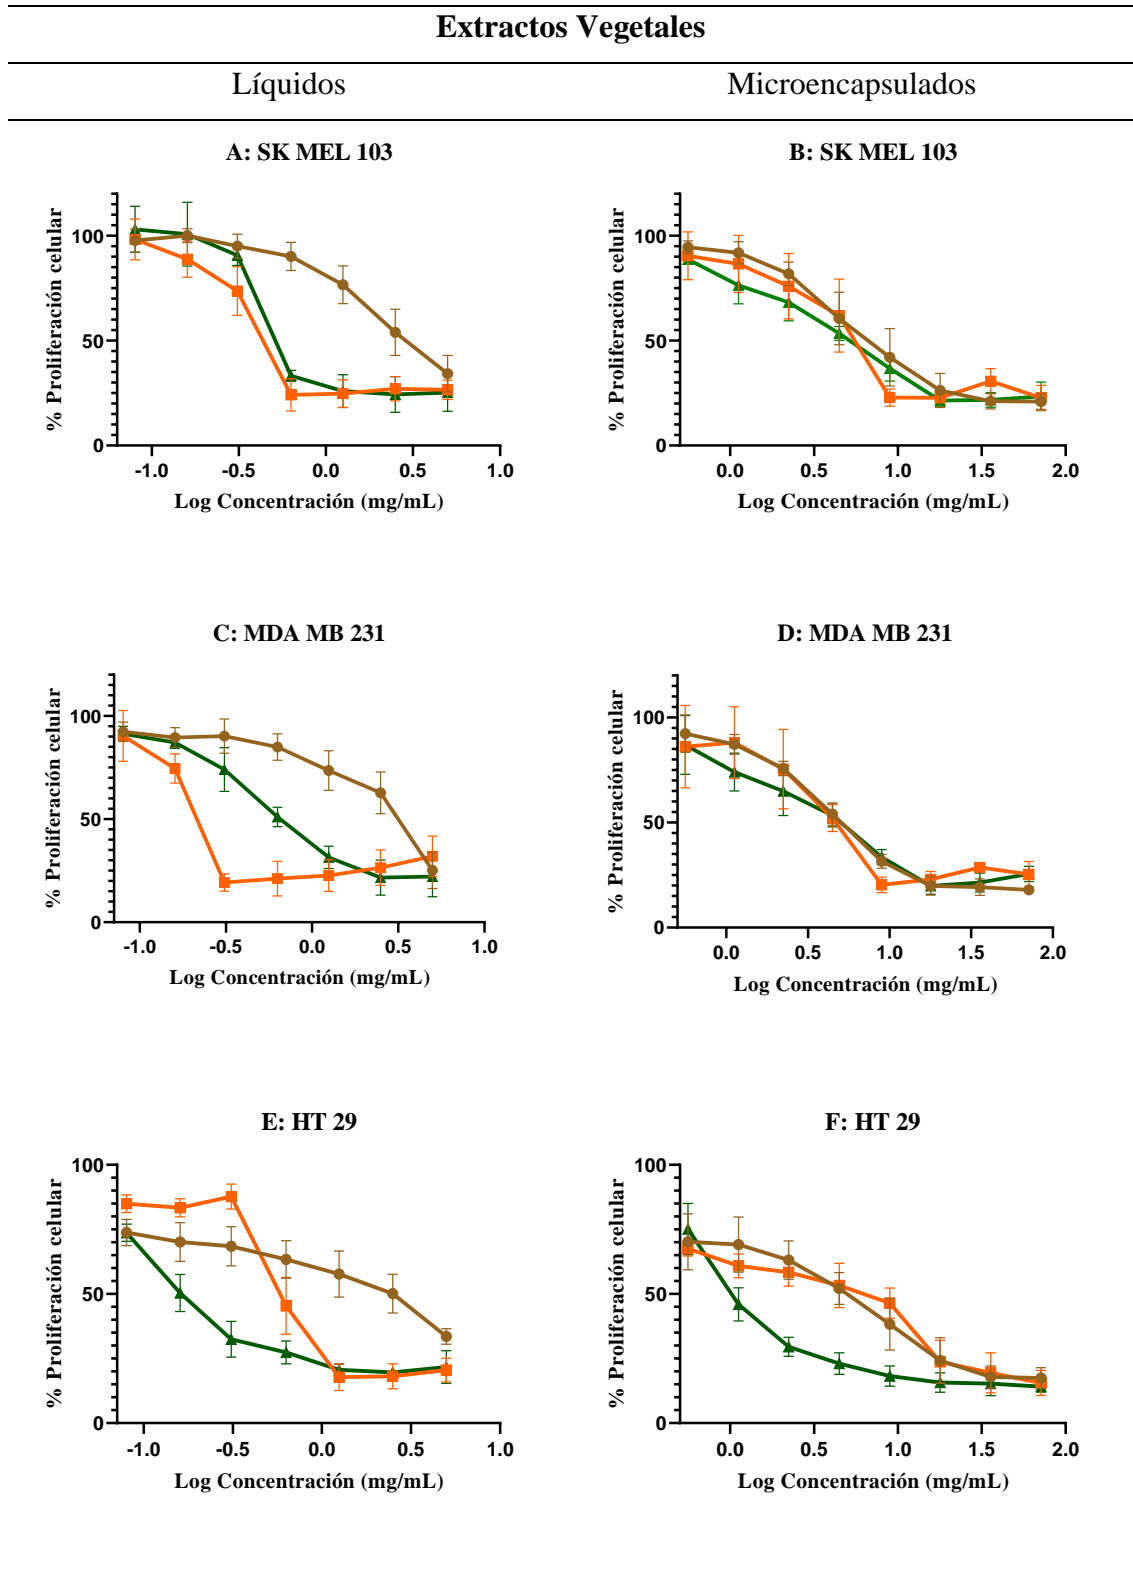 Extractos Vegetales
Líquidos Microencapsulados
A: SK MEL 103
% Proliferación celular
100
50
0
-1.0 -0.5 0.0 0.5 1.0
Log Concentración (mg/mL)
B: SK MEL 103
% Proliferación celular
100
50
0
0.0 0.5 1.0 1.5 2.0
Log Concentración (mg/mL)
C: MDA MB 231
% Proliferación celular
100
50
0
-1.0 -0.5 0.0 0.5 1.0
Log Concentración (mg/mL)
D: MDA MB 231
% Proliferación celular
100
50
0
0.0 0.5 1.0 1.5 2.0
Log Concentración (mg/mL)
E: HT 29
% Proliferación celular
100
50
0
-1.0 -0.5 0.0 0.5 1.0
Log Concentración (mg/mL)
F: HT 29
% Proliferación celular
100
50
0
0.0 0.5 1.0 1.5 2.0
Log Concentración (mg/mL)